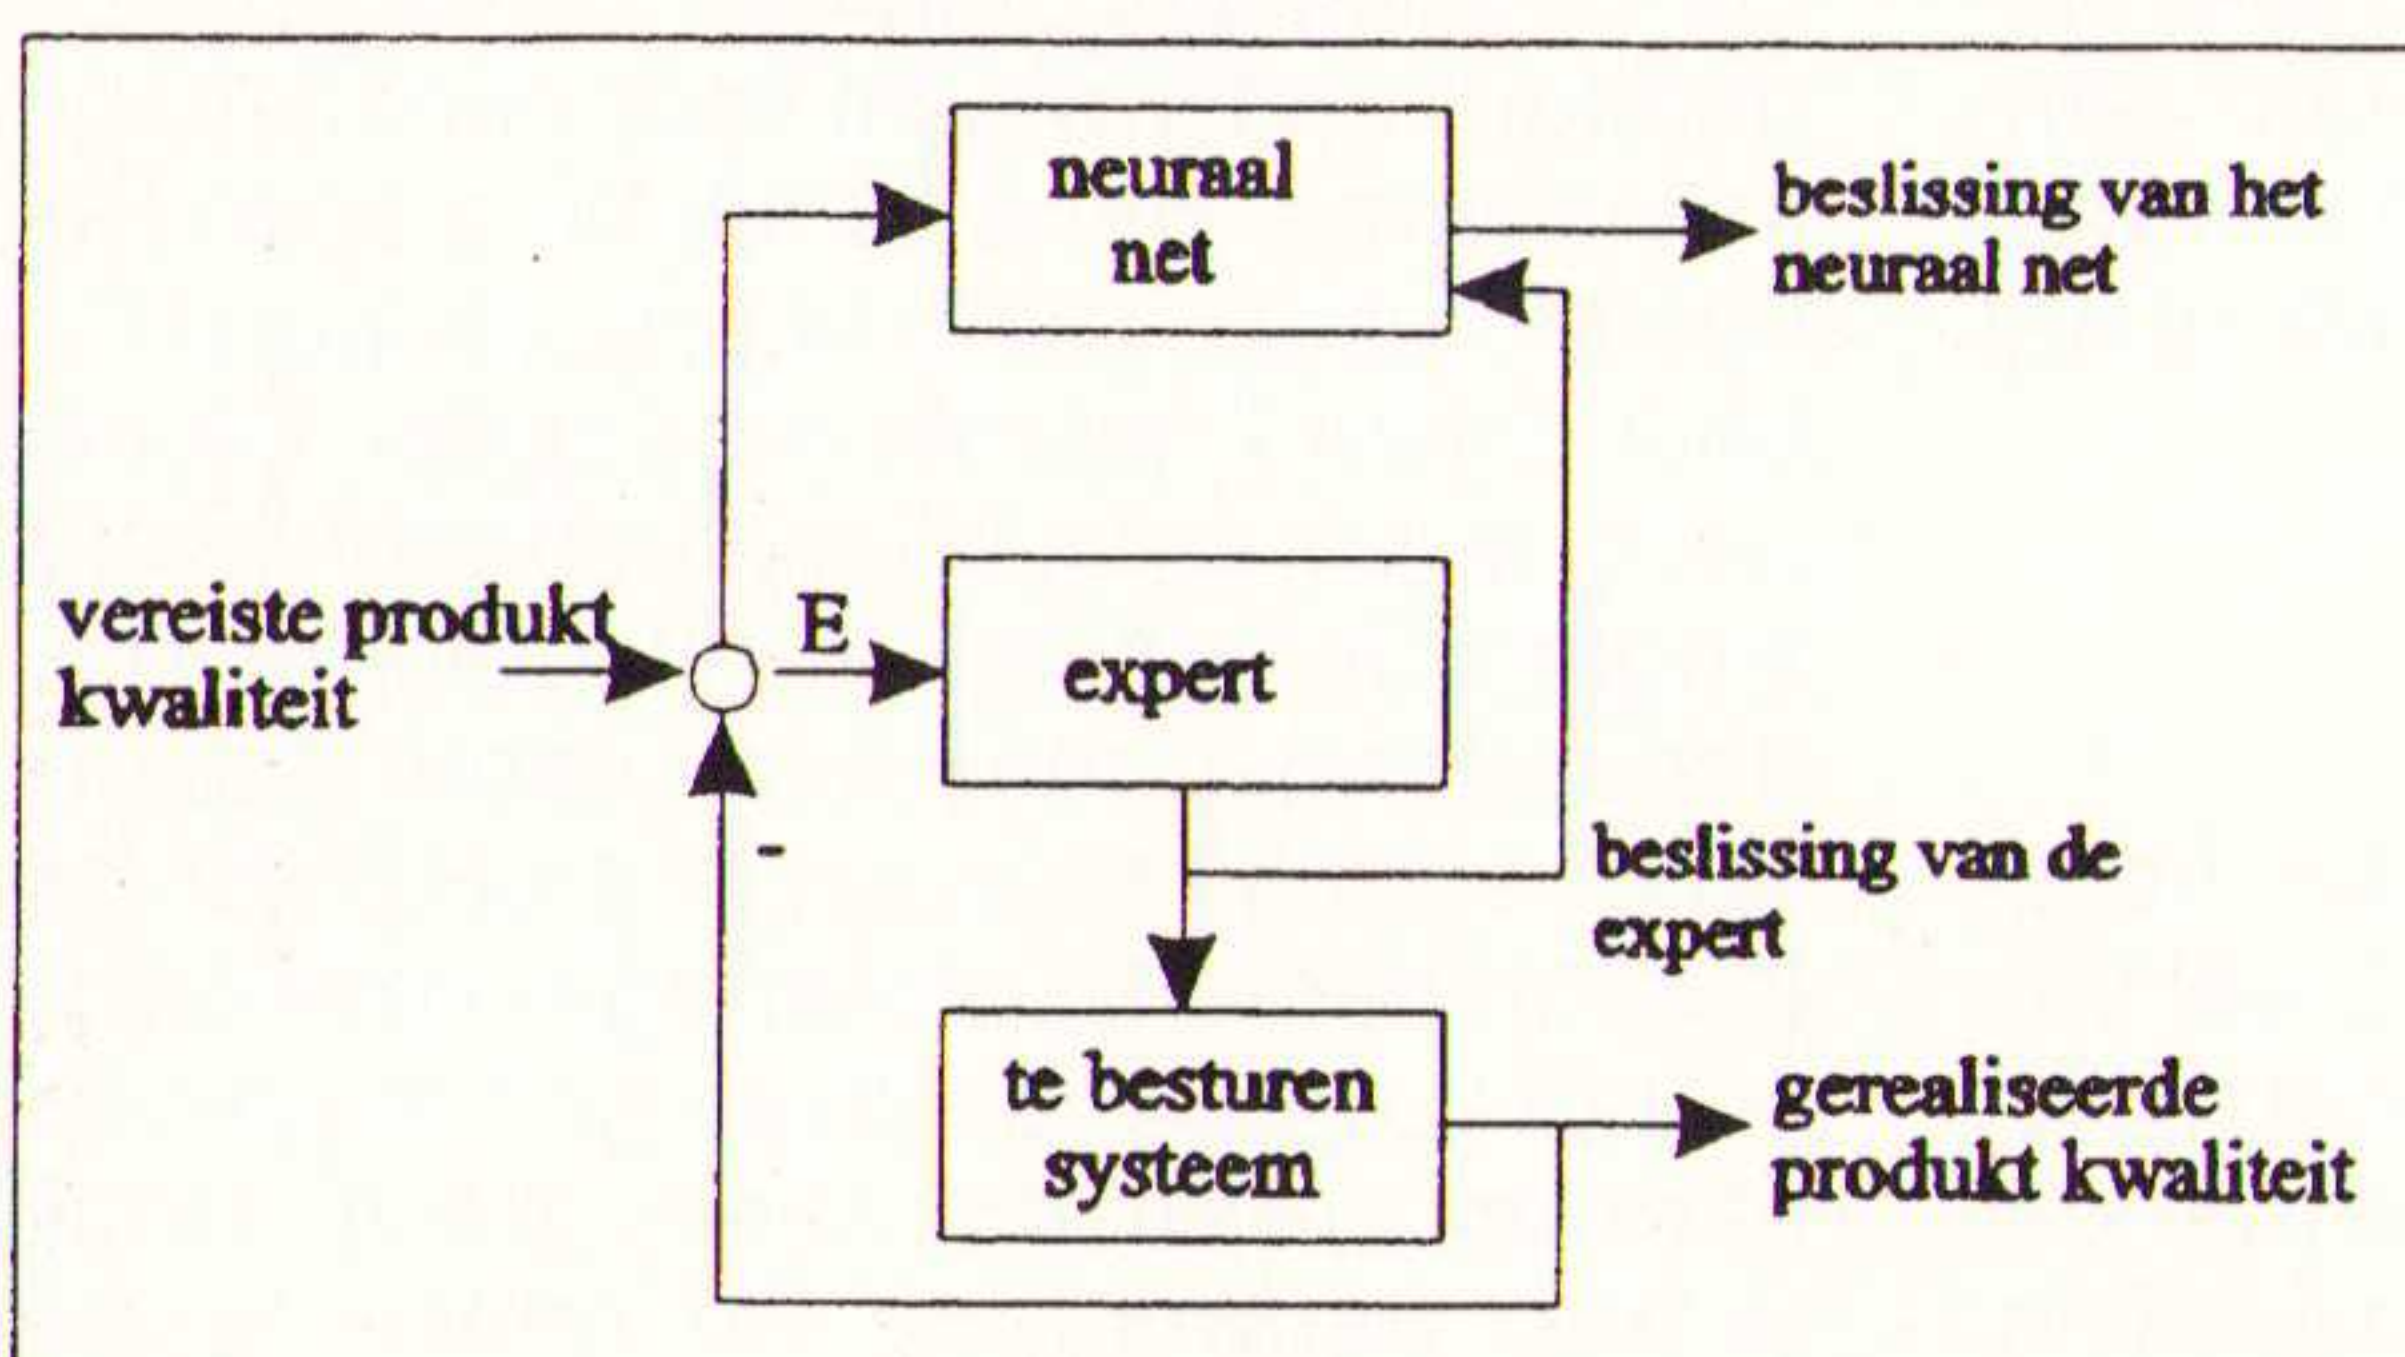 neuraal
net
beslissing van het
neuraal net
vereiste produkt
kwaliteit
E
expert
-
beslissing van de
expert
te besturen
systeem
gerealiseerde
produkt kwaliteit